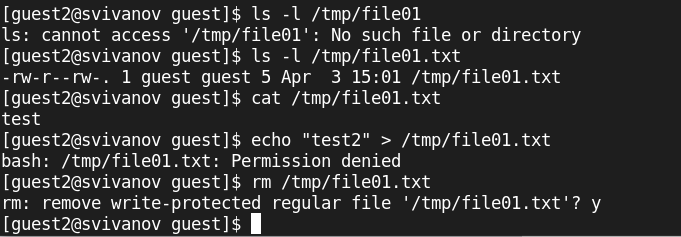 [guest2@svivanov guest]$ ls -l /tmp/file01
ls: cannot access '/tmp/file01': No such file or directory
[guest2@svivanov guest]$ ls -l /tmp/file01.txt
-rw-r--rw-. 1 guest guest 5 Apr  3 15:01 /tmp/file01.txt
[guest2@svivanov guest]$ cat /tmp/file01.txt
test
[guest2@svivanov guest]$ echo "test2" > /tmp/file01.txt
bash: /tmp/file01.txt: Permission denied
[guest2@svivanov guest]$ rm /tmp/file01.txt
rm: remove write-protected regular file '/tmp/file01.txt'? y
[guest2@svivanov guest]$